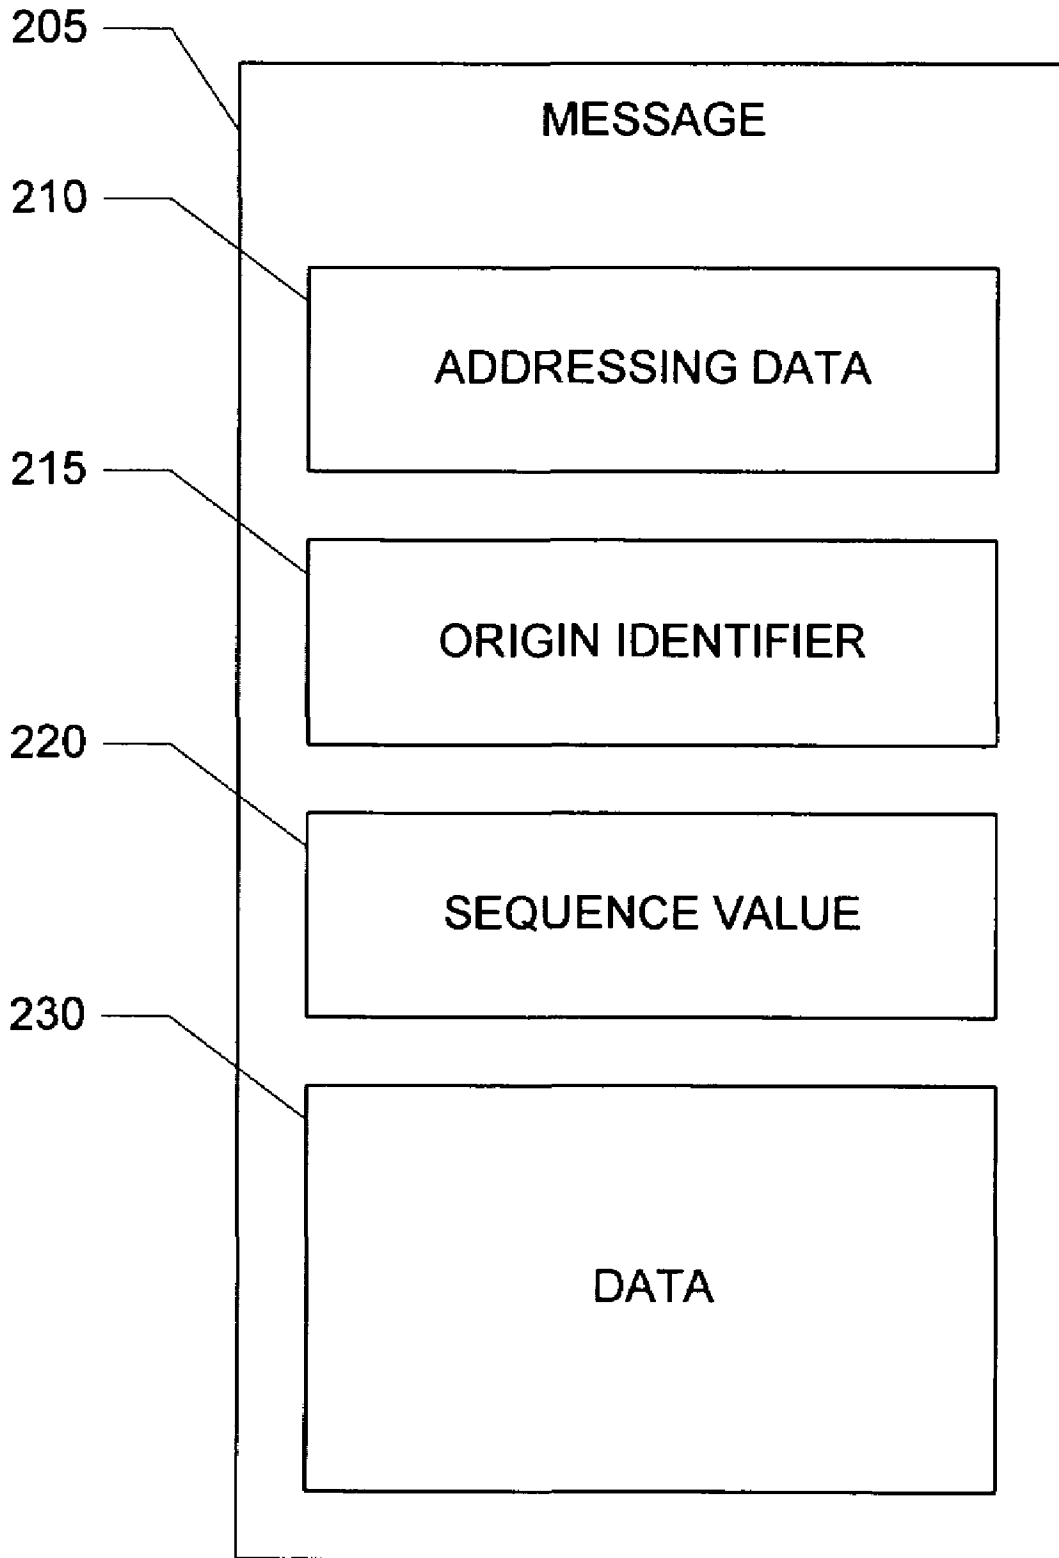 205
MESSAGE
210
ADDRESSING DATA
215
ORIGIN IDENTIFIER
220
SEQUENCE VALUE
230
DATA